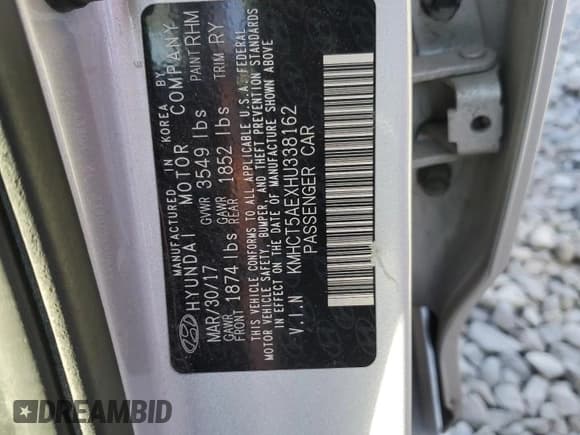 MANUFACTURED IN KOREA BY
HYUNDAI MOTOR COMPANY
MAR/30/17 GVWR 3549 lbs PAINT RHM
GAWR FRONT 1874 lbs GAWR REAR 1852 lbs TRIM RY
THIS VEHICLE CONFORMS TO ALL APPLICABLE U.S.A. FEDERAL
MOTOR VEHICLE SAFETY, BUMPER, AND THEFT PREVENTION STANDARDS
IN EFFECT ON THE DATE OF MANUFACTURE SHOWN ABOVE
V.I.N KMHCT5AEXHU338162
PASSENGER CAR
DREAMBID